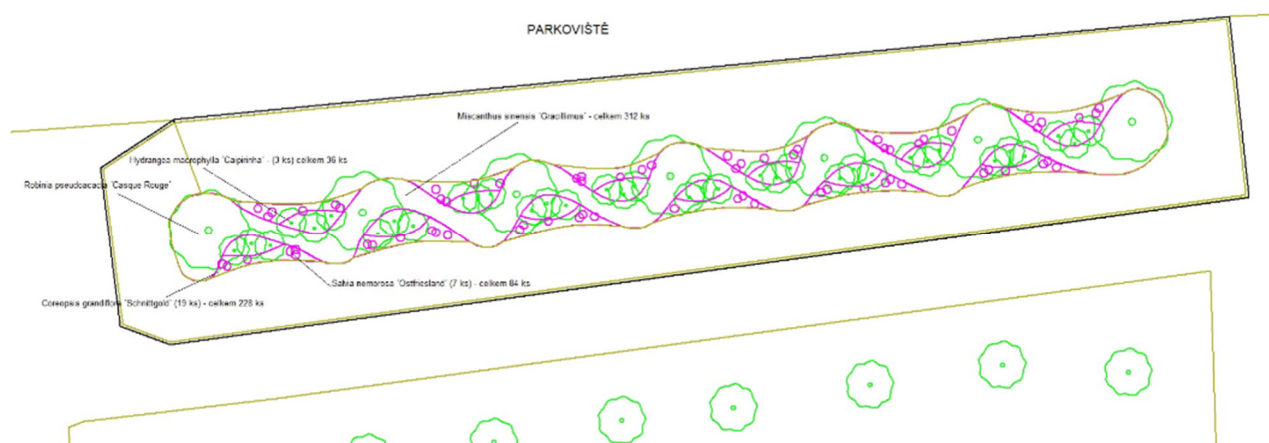 PARKOVIŠTĚ
Miscanthus sinensis 'Gracillimus' - celkem 312 ks
Hydrangea macrophylla 'Caipirinha' - (3 ks) celkem 36 ks
Robinia pseudoacacia 'Casque Rouge'
Salvia nemorosa 'Ostfriesland' (7 ks) - celkem 84 ks
Coreopsis grandiflora 'Schnittgold' (19 ks) - celkem 228 ks